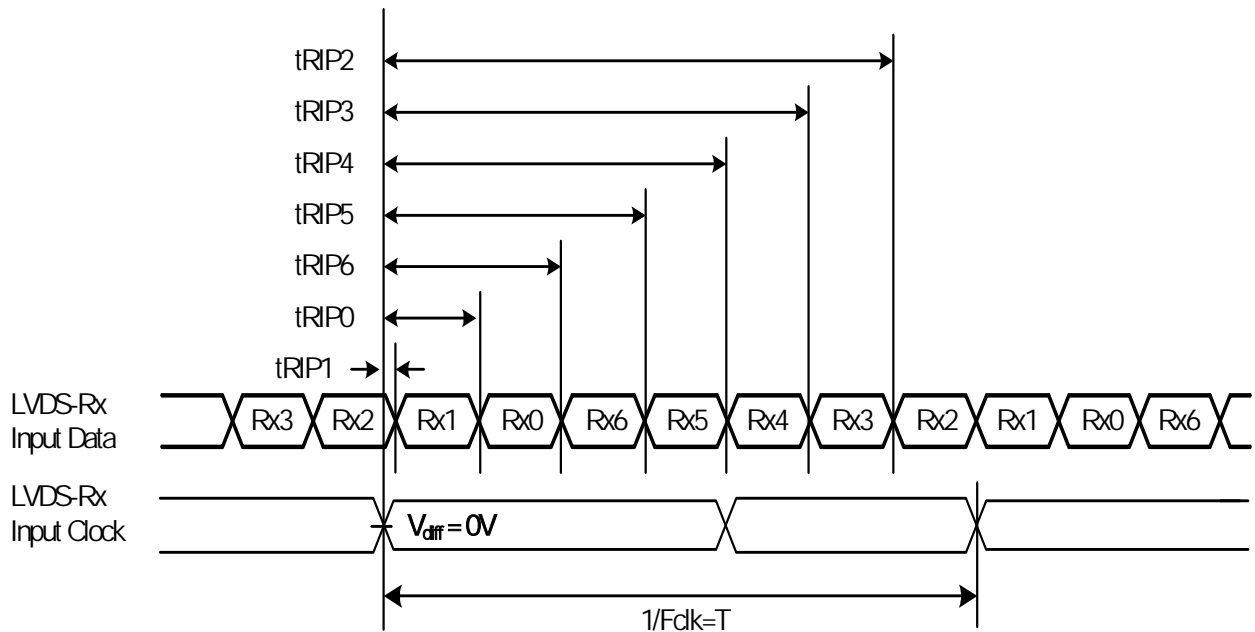 tRIP2
tRIP3
tRIP4
tRIP5
tRIP6
tRIP0
tRIP1
LVDS-Rx
Input Data
Rx3 Rx2 Rx1 Rx0 Rx6 Rx5 Rx4 Rx3 Rx2 Rx1 Rx0 Rx6
LVDS-Rx
Input Clock
Vdiff = 0V
1/Fclk=T